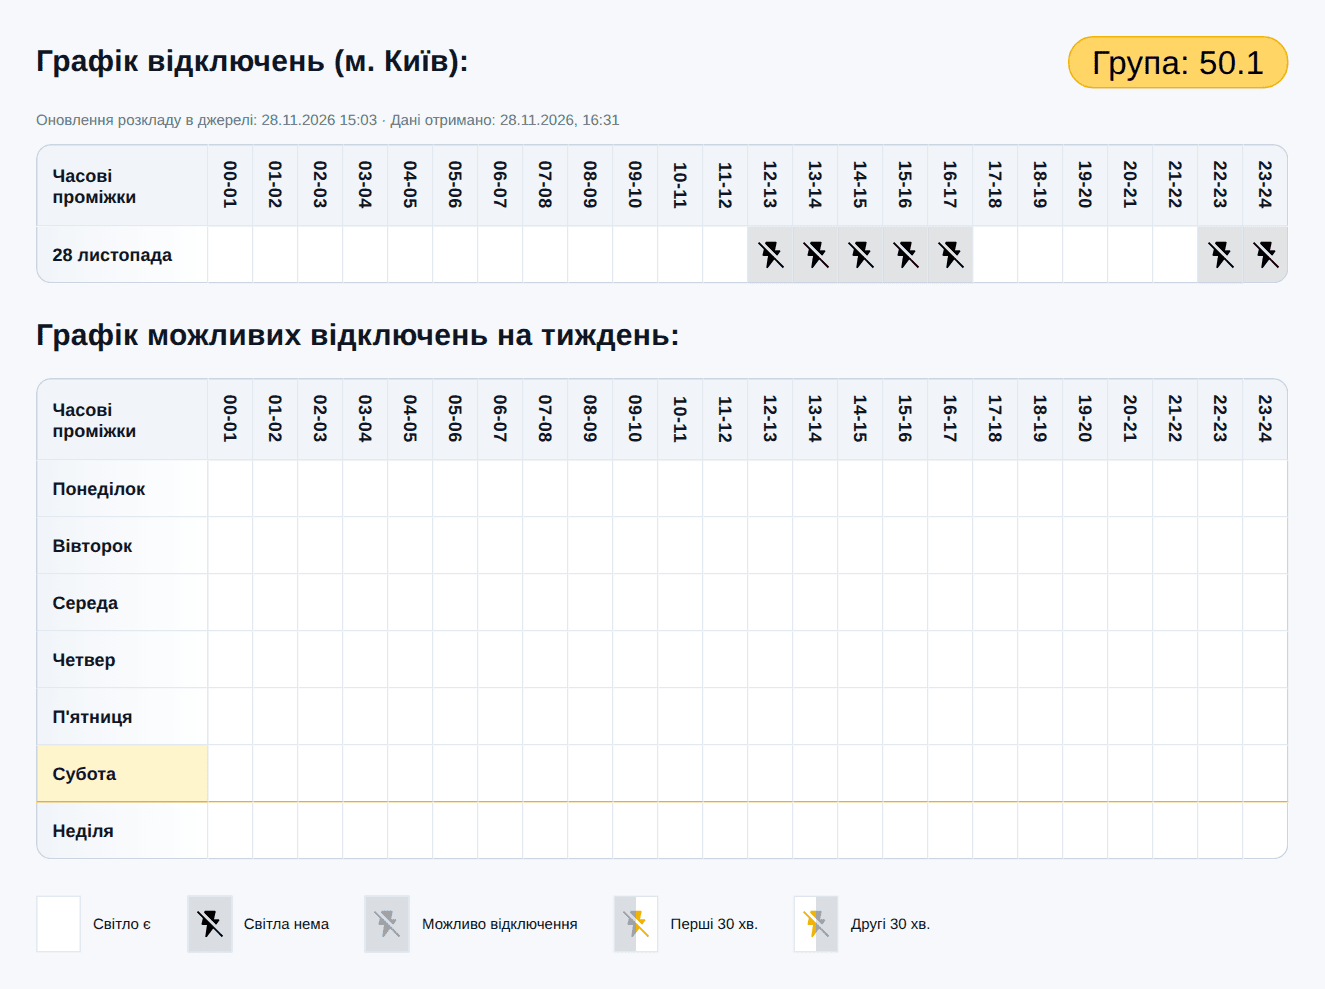 Графік відключень (м. Київ):
Група: 50.1
Оновлення розкладу в джерелі: 28.11.2026 15:03 · Дані отримано: 28.11.2026, 16:31
Часові
проміжки
00-01 01-02 02-03 03-04 04-05 05-06 06-07 07-08 08-09 09-10 10-11 11-12 12-13 13-14 14-15 15-16 16-17 17-18 18-19 19-20 20-21 21-22 22-23 23-24
28 листопада
Графік можливих відключень на тиждень:
Часові
проміжки
00-01 01-02 02-03 03-04 04-05 05-06 06-07 07-08 08-09 09-10 10-11 11-12 12-13 13-14 14-15 15-16 16-17 17-18 18-19 19-20 20-21 21-22 22-23 23-24
Понеділок
Вівторок
Середа
Четвер
П'ятниця
Субота
Неділя
Світло є
Світла нема
Можливо відключення
Перші 30 хв.
Другі 30 хв.